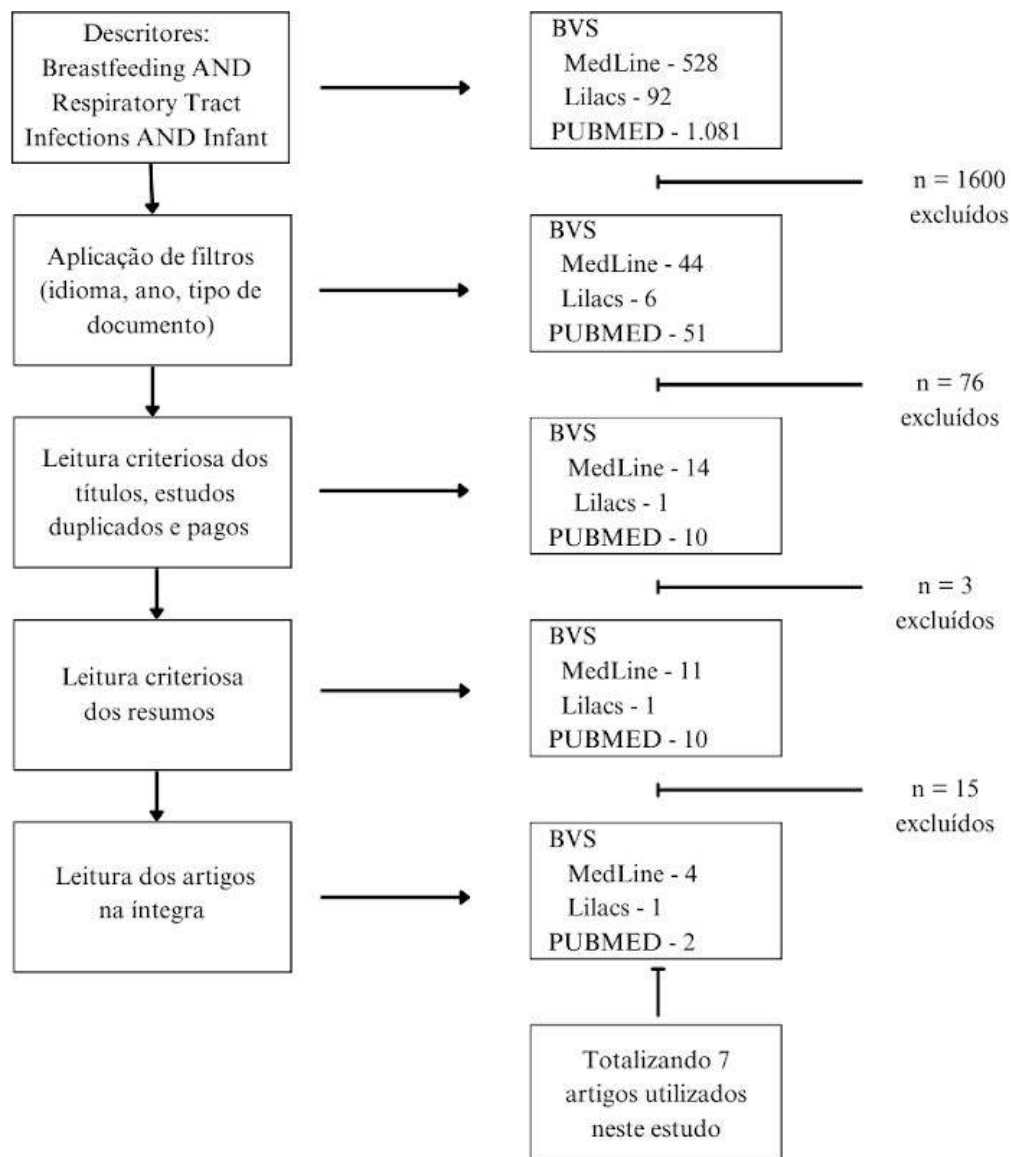 Descritores:
Breastfeeding AND
Respiratory Tract
Infections AND Infant
BVS
MedLine - 528
Lilacs - 92
PUBMED - 1.081
n = 1600
excluídos
Aplicação de filtros
(idioma, ano, tipo de
documento)
BVS
MedLine - 44
Lilacs - 6
PUBMED - 51
n = 76
excluídos
Leitura criteriosa dos
títulos, estudos
duplicados e pagos
BVS
MedLine - 14
Lilacs - 1
PUBMED - 10
n = 3
excluídos
Leitura criteriosa
dos resumos
BVS
MedLine - 11
Lilacs - 1
PUBMED - 10
n = 15
excluídos
Leitura dos artigos
na íntegra
BVS
MedLine - 4
Lilacs - 1
PUBMED - 2
Totalizando 7
artigos utilizados
neste estudo